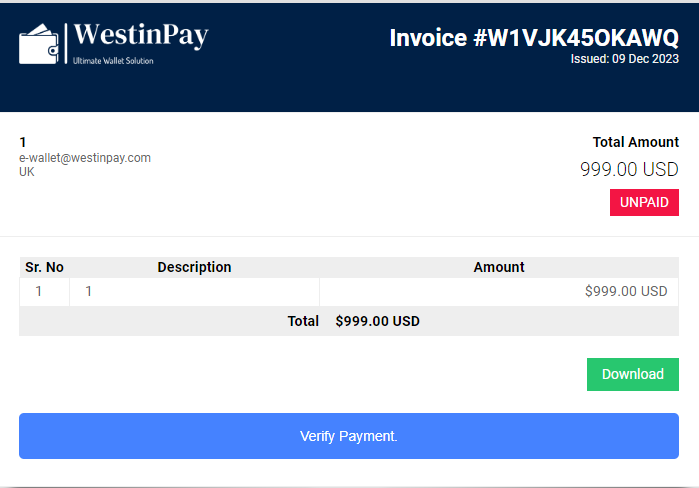 WestinPay
Ultimate Wallet Solution
Invoice #W1VJK45OKAWQ
Issued: 09 Dec 2023
1
e-wallet@westinpay.com
UK
Total Amount
999.00 USD
UNPAID
Sr. No Description Amount
1 1 $999.00 USD
Total $999.00 USD
Download
Verify Payment.